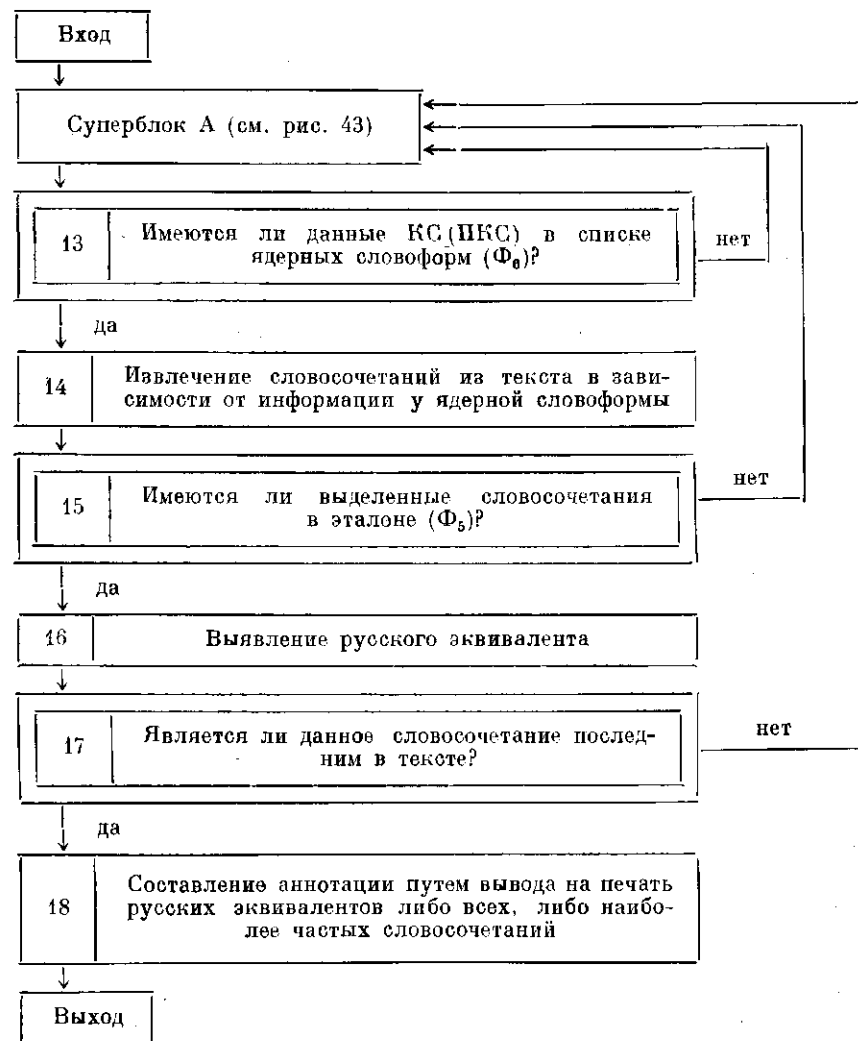 Вход
Суперблок А (см. рис. 43)
13
Имеются ли данные КС(ПКС) в списке
ядерных словоформ (Ф₆)?
нет
да
14
Извлечение словосочетаний из текста в зави-
симости от информации у ядерной словоформы
15
Имеются ли выделенные словосочетания
в эталоне (Ф₅)?
нет
да
16
Выявление русского эквивалента
17
Является ли данное словосочетание послед-
ним в тексте?
нет
да
18
Составление аннотации путем вывода на печать
русских эквивалентов либо всех, либо наибо-
лее частых словосочетаний
Выход